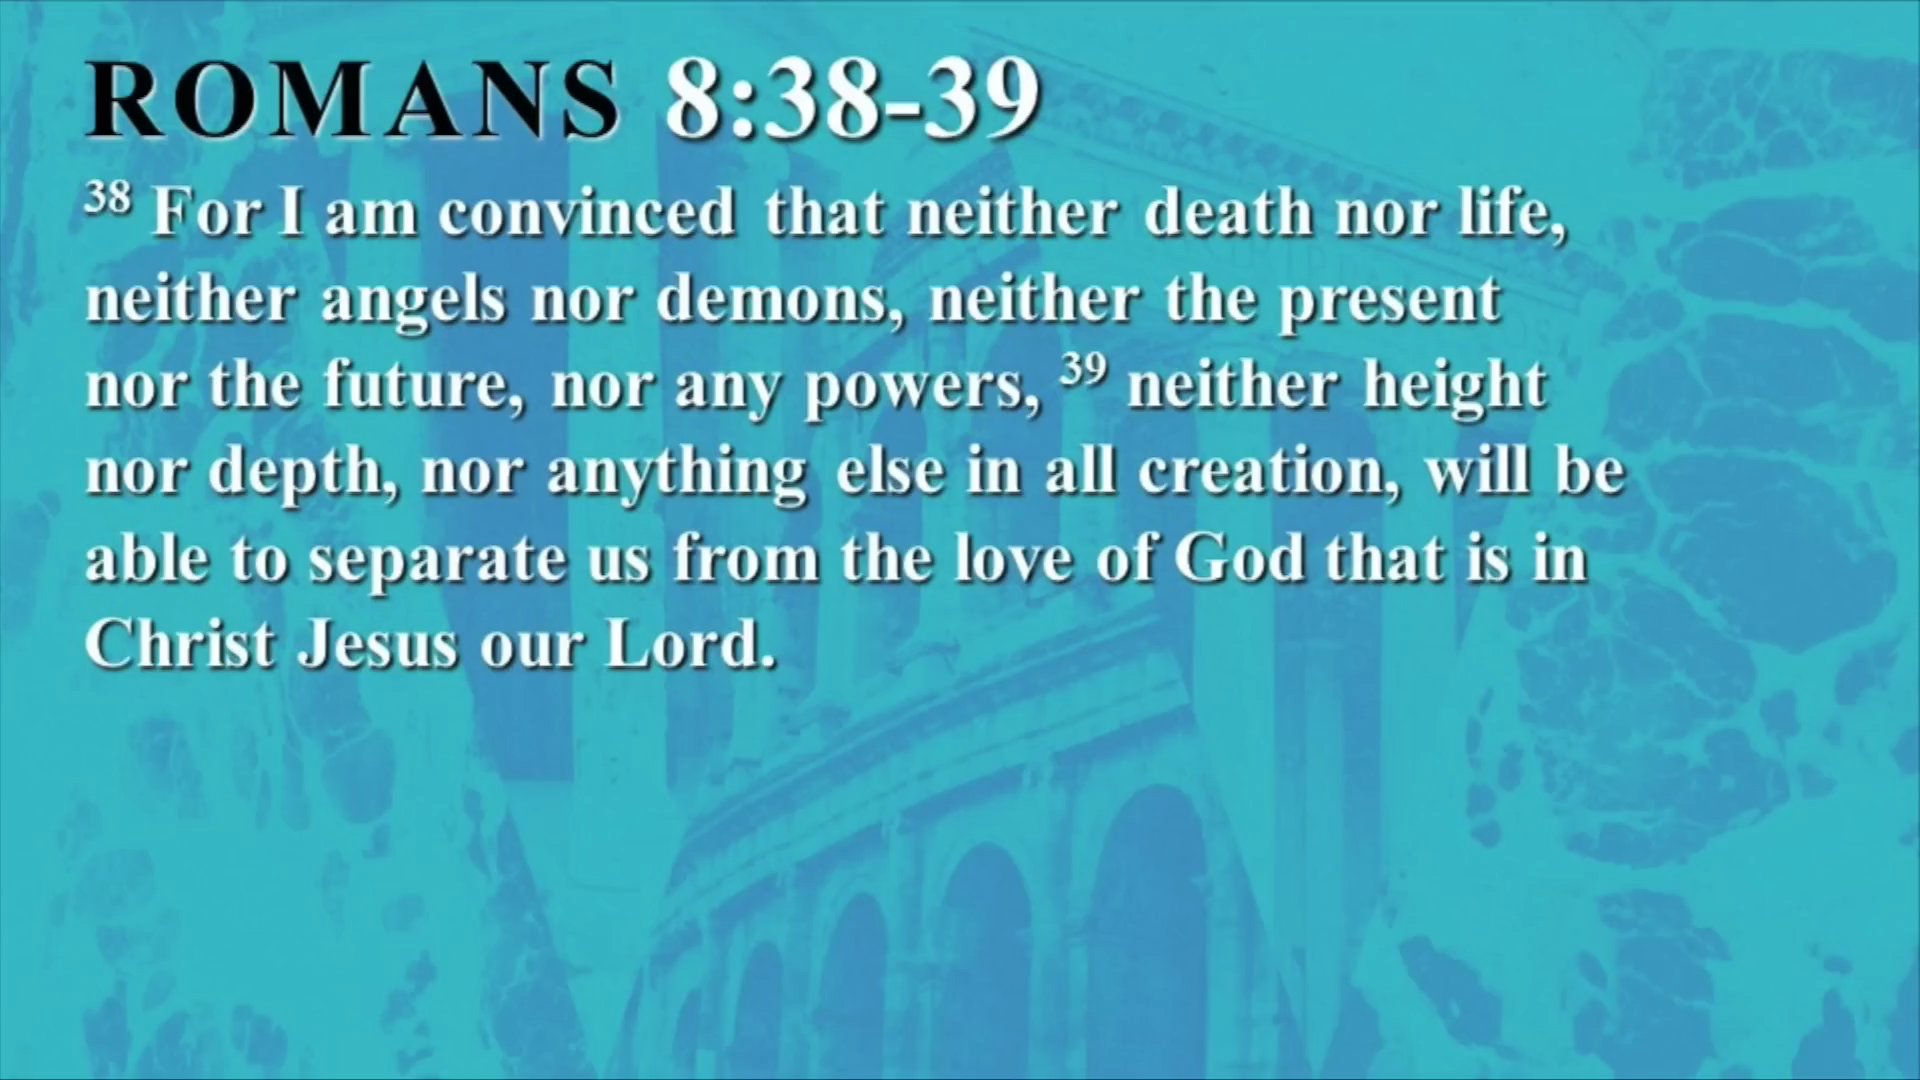 ROMANS 8:38-39
38 For I am convinced that neither death nor life,
neither angels nor demons, neither the present
nor the future, nor any powers, 39 neither height
nor depth, nor anything else in all creation, will be
able to separate us from the love of God that is in
Christ Jesus our Lord.